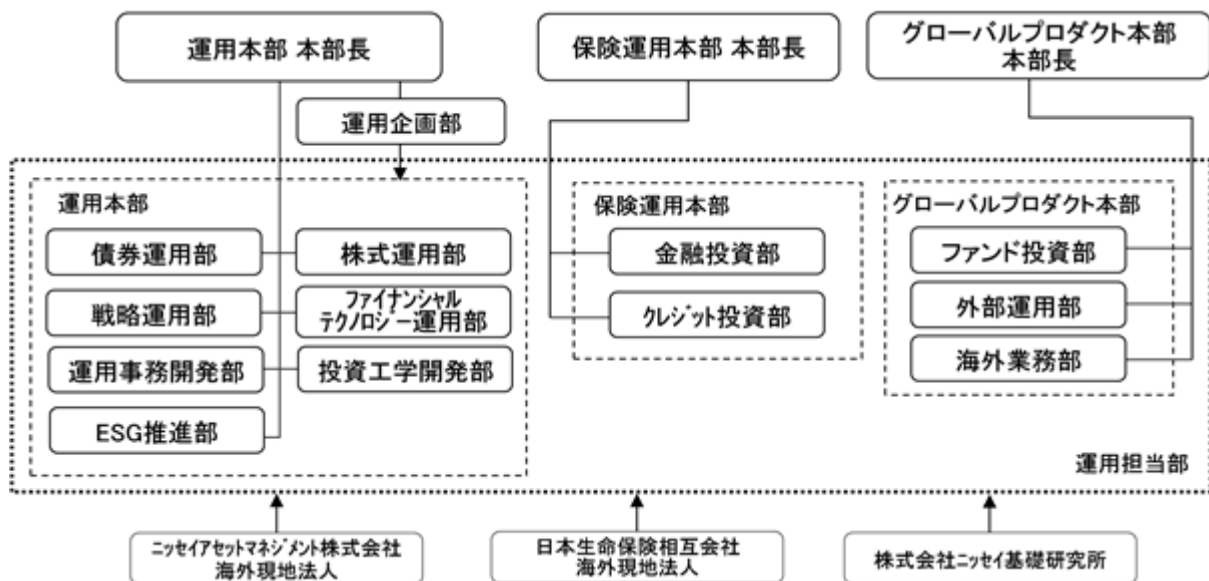 運用本部 本部長
保険運用本部 本部長
グローバルプロダクト本部
本部長
運用企画部
運用本部
債券運用部
株式運用部
戦略運用部
ファイナンシャル
テクノロジー運用部
運用事務開発部
投資工学開発部
ESG推進部
保険運用本部
金融投資部
クレジット投資部
グローバルプロダクト本部
ファンド投資部
外部運用部
海外業務部
運用担当部
ニッセイアセットマネジメント株式会社
海外現地法人
日本生命保険相互会社
海外現地法人
株式会社ニッセイ基礎研究所